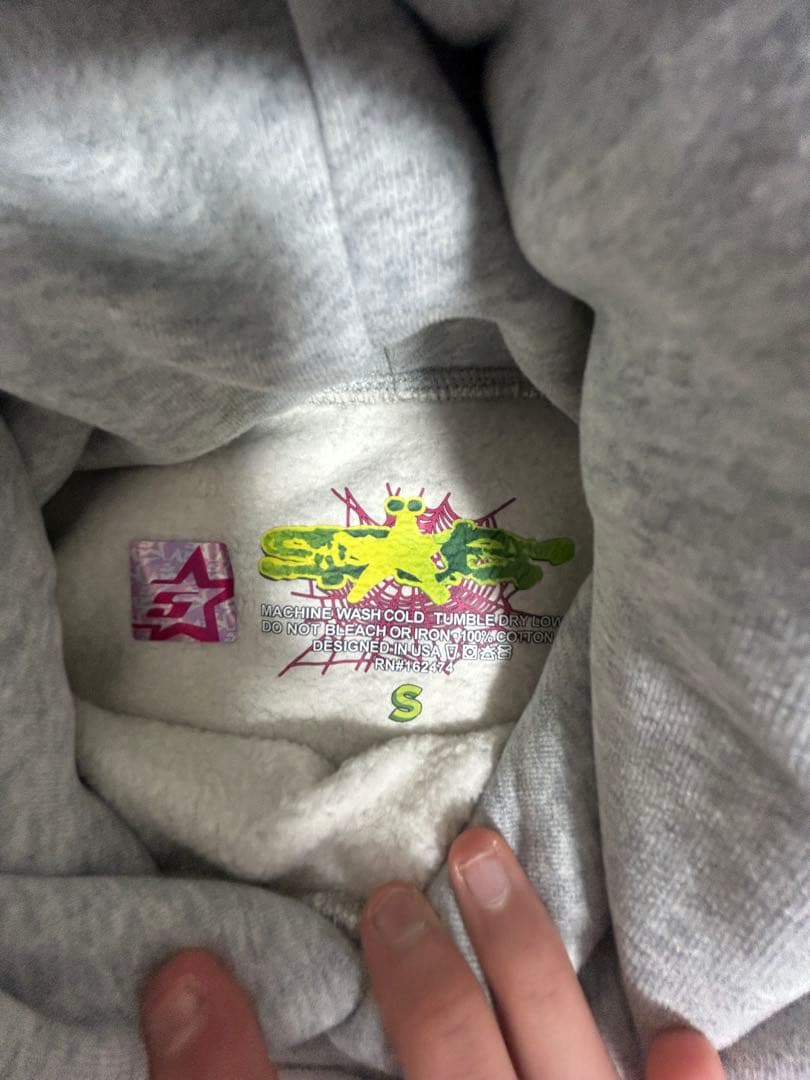 MACHINE WASH COLD TUMBLE DRY LOW
DO NOT BLEACH OR IRON 100% COTTON
DESIGNED IN USA
RN#162474
S